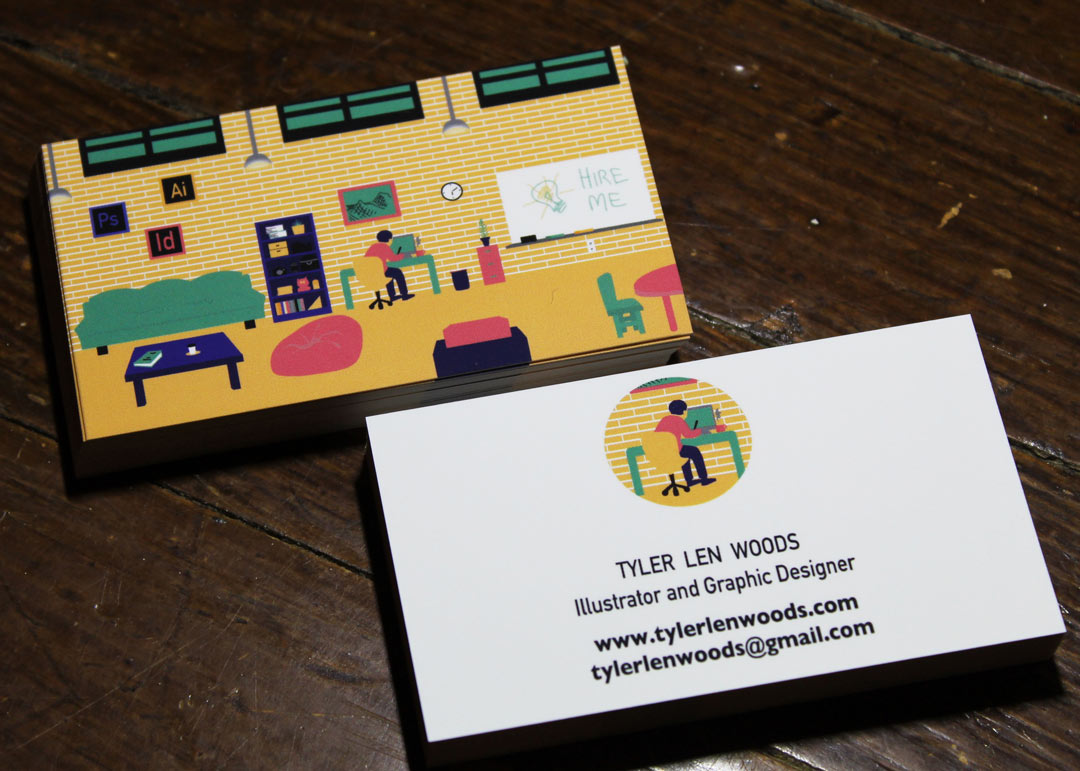 Ai
Ps
Id
HIRE
ME
TYLER LEN WOODS
Illustrator and Graphic Designer
www.tylerlenwoods.com
tylerlenwoods@gmail.com